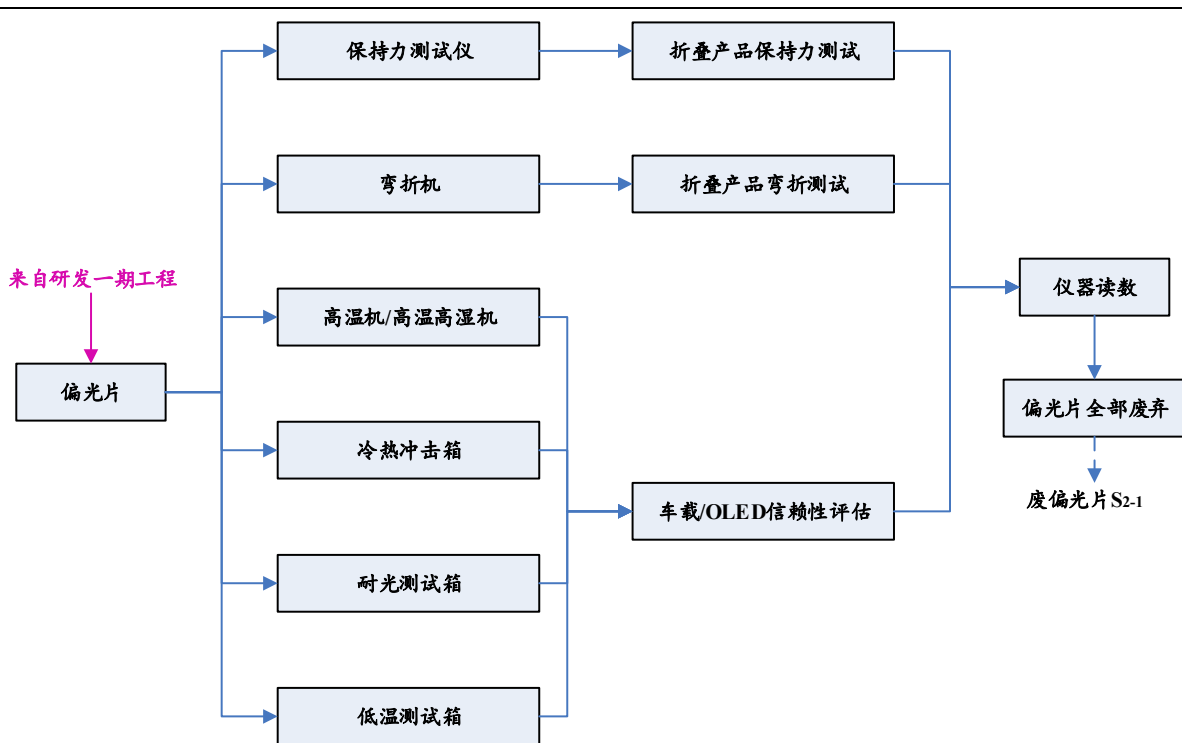 保持力测试仪
折叠产品保持力测试
弯折机
折叠产品弯折测试
来自研发一期工程
仪器读数
高温机/高温高湿机
偏光片
偏光片全部废弃
冷热冲击箱
车载/OLED信赖性评估
废偏光片S2-1
耐光测试箱
低温测试箱